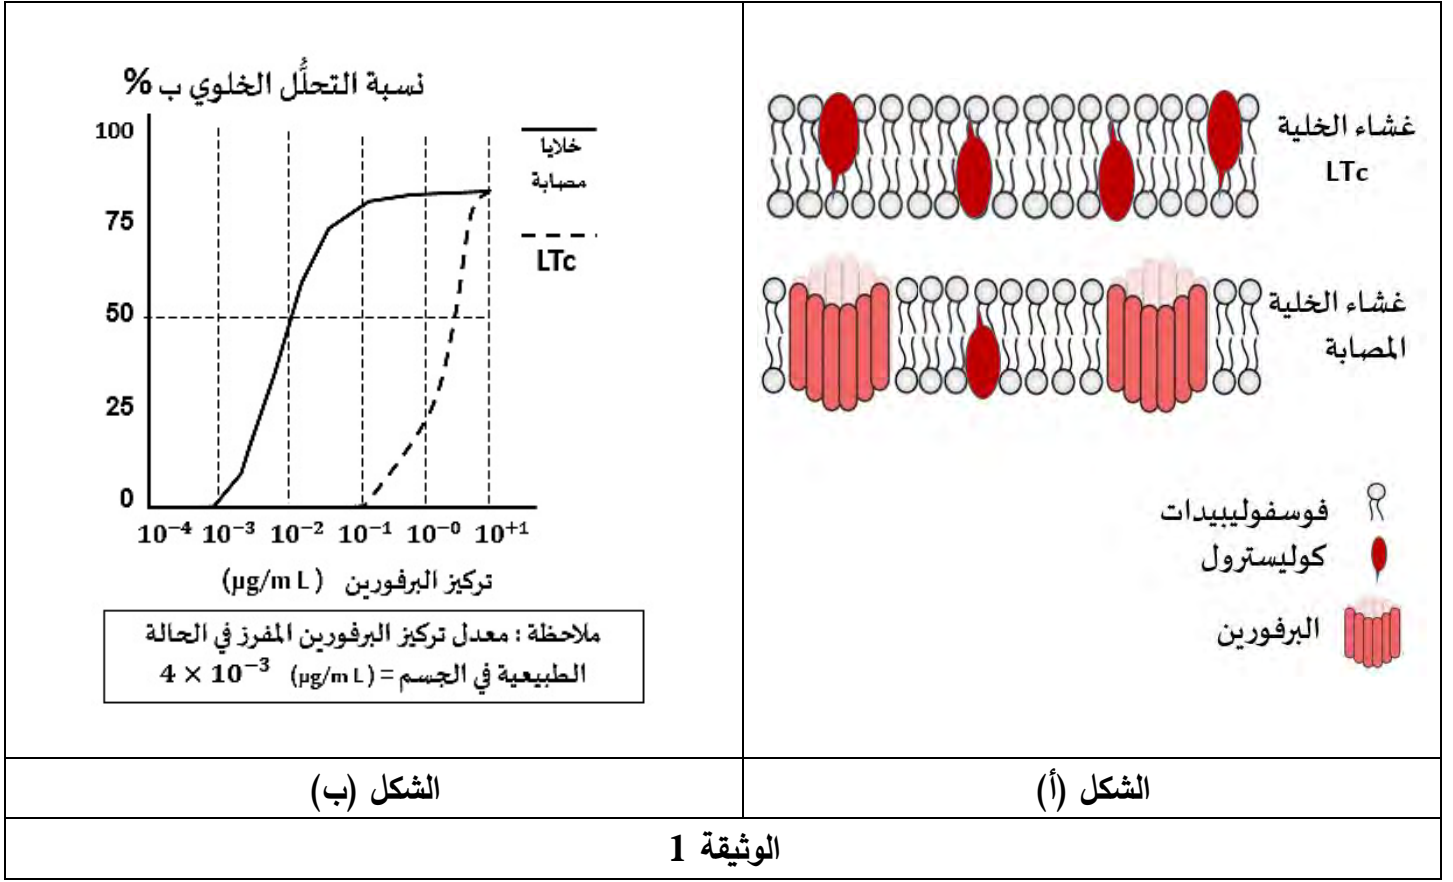 غشاء الخلية
LTc
غشاء الخلية
المصابة
فوسفوليبيدات
كوليسترول
البرفورين
نسبة التحلُّل الخلوي ب %
100
75
50
25
0
خلايا
مصابة
LTc
10⁻⁴ 10⁻³ 10⁻² 10⁻¹ 10⁻⁰ 10⁺¹
تركيز البرفورين (µg/m L)
ملاحظة : معدل تركيز البرفورين المفرز في الحالة
الطبيعية في الجسم = (µg/m L) 4 × 10⁻³
الشكل (أ)
الشكل (ب)
الوثيقة 1